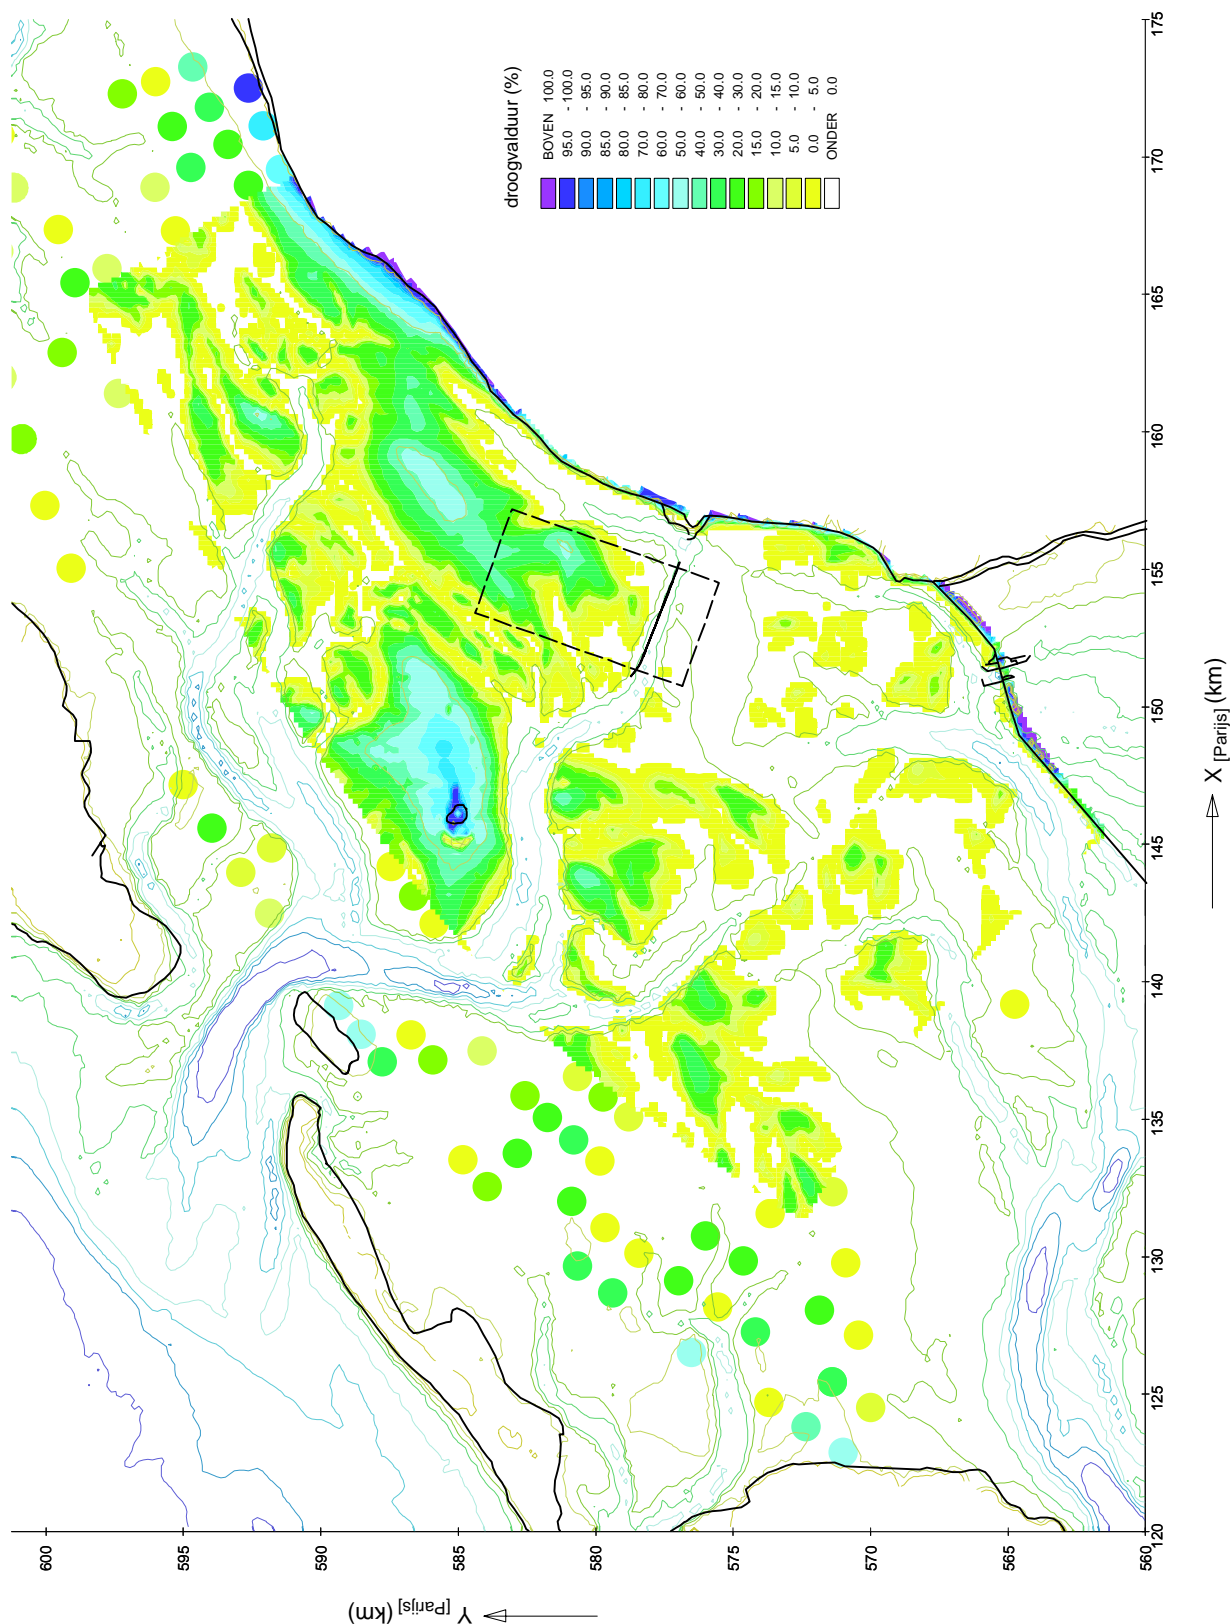 droogvalduur (%)
BOVEN 100.0
95.0 - 100.0
90.0 - 95.0
85.0 - 90.0
80.0 - 85.0
70.0 - 80.0
60.0 - 70.0
50.0 - 60.0
40.0 - 50.0
30.0 - 40.0
20.0 - 30.0
15.0 - 20.0
10.0 - 15.0
5.0 - 10.0
0.0 - 5.0
ONDER 0.0
120 125 130 135 140 145 150 155 160 165 170 175
X [Parijs] (km)
560 565 570 575 580 585 590 595 600
Y [Parijs] (km)